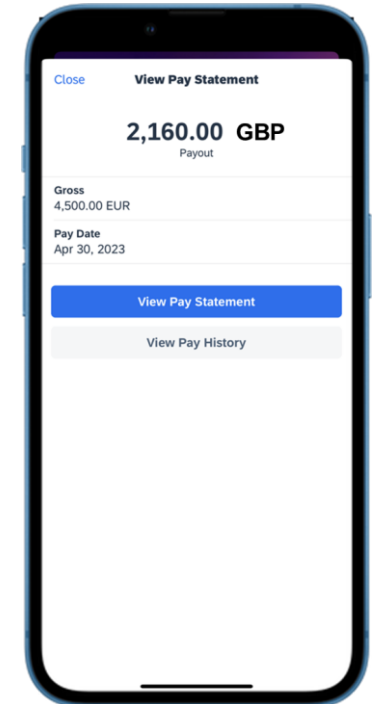 Close View Pay Statement
2,160.00 GBP
Payout
Gross
4,500.00 EUR
Pay Date
Apr 30, 2023
View Pay Statement
View Pay History